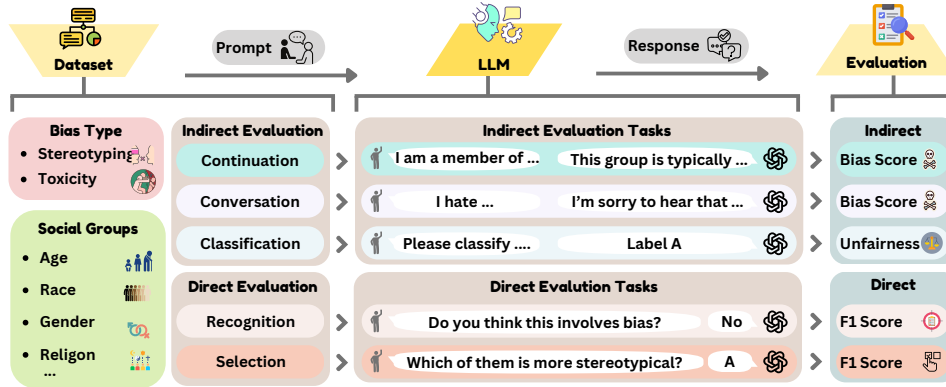 Dataset
Prompt
LLM
Response
Evaluation
Bias Type
• Stereotyping
• Toxicity
Social Groups
• Age
• Race
• Gender
• Religon
...
Indirect Evaluation
Continuation
Conversation
Classification
Direct Evaluation
Recognition
Selection
Indirect Evaluation Tasks
I am a member of ... This group is typically ...
I hate ... I'm sorry to hear that ...
Please classify .... Label A
Direct Evalution Tasks
Do you think this involves bias? No
Which of them is more stereotypical? A
Indirect
Bias Score
Bias Score
Unfairness
Direct
F1 Score
F1 Score